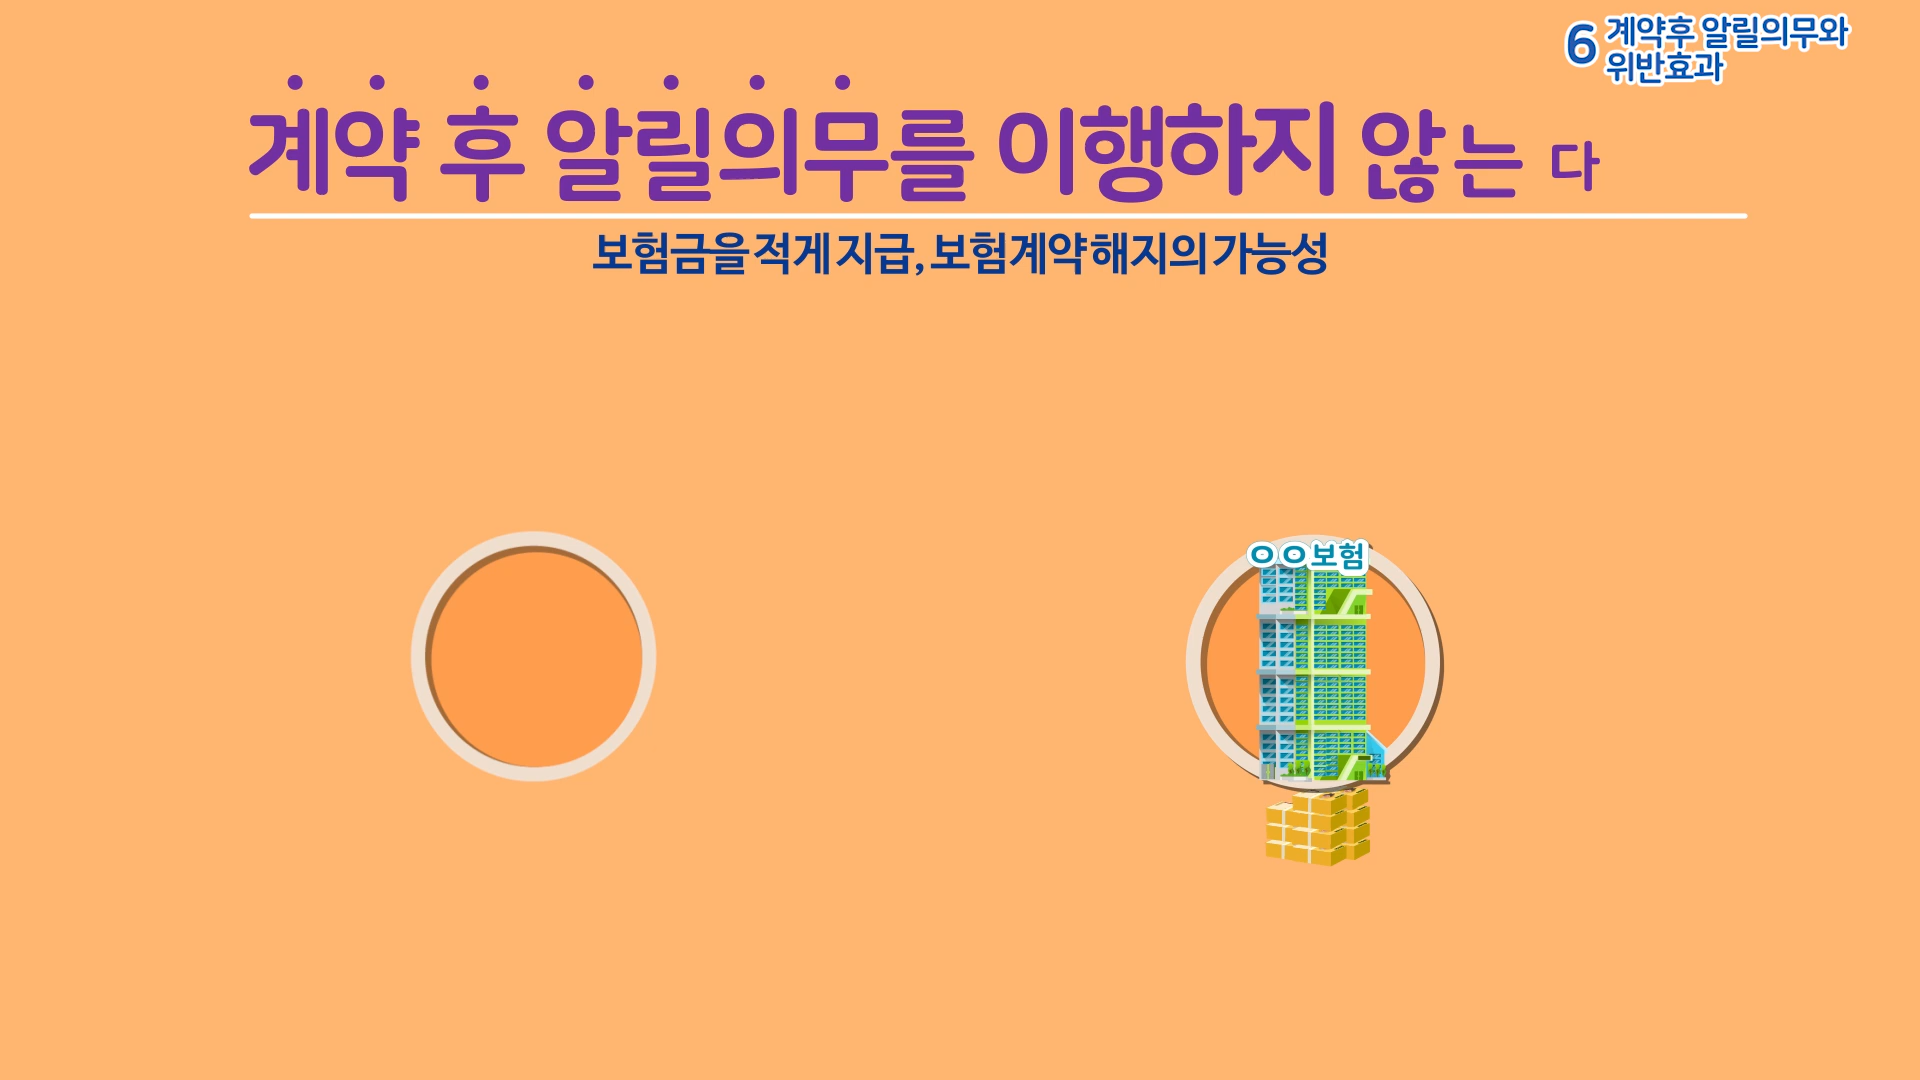 6 계약후 알릴의무와
위반효과
계약 후 알릴의무를 이행하지 않는 다
보험금을 적게 지급, 보험계약 해지의 가능성
ㅇㅇ보험